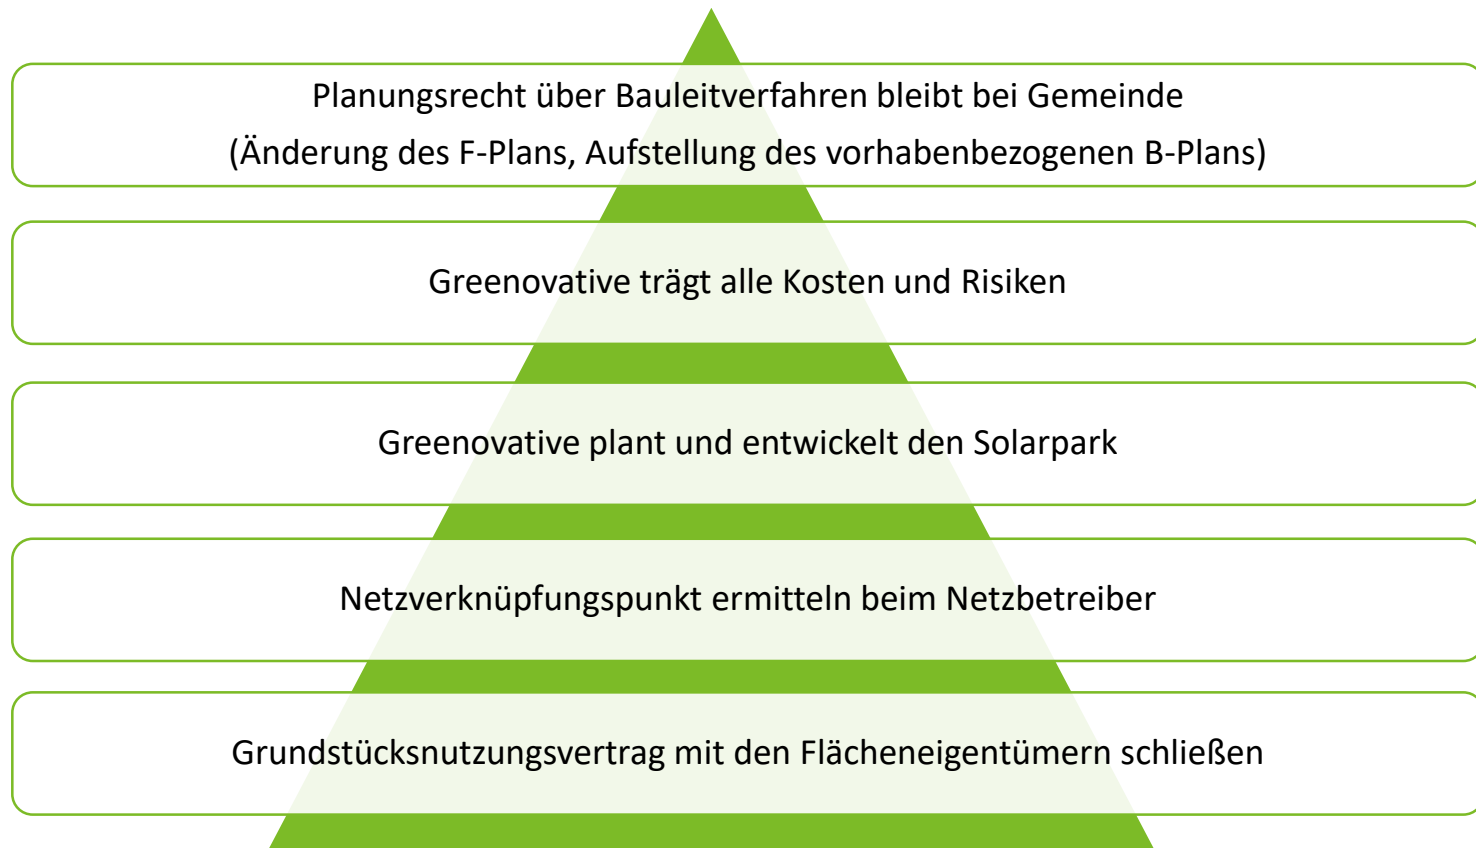 Planungsrecht über Bauleitverfahren bleibt bei Gemeinde
(Änderung des F-Plans, Aufstellung des vorhabenbezogenen B-Plans)
Greenovative trägt alle Kosten und Risiken
Greenovative plant und entwickelt den Solarpark
Netzverknüpfungspunkt ermitteln beim Netzbetreiber
Grundstücksnutzungsvertrag mit den Flächeneigentümern schließen